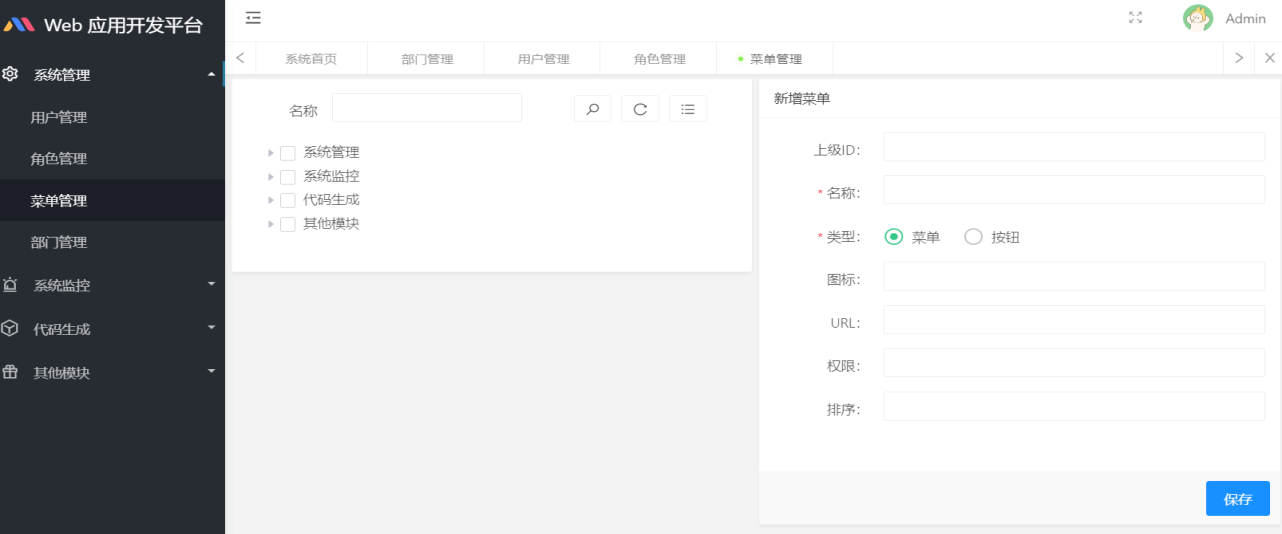 Web 应用开发平台
Admin
系统首页 部门管理 用户管理 角色管理 菜单管理
系统管理
用户管理
角色管理
菜单管理
部门管理
系统监控
代码生成
其他模块
名称
系统管理
系统监控
代码生成
其他模块
新增菜单
上级ID：
* 名称：
* 类型： 菜单 按钮
图标：
URL：
权限：
排序：
保存